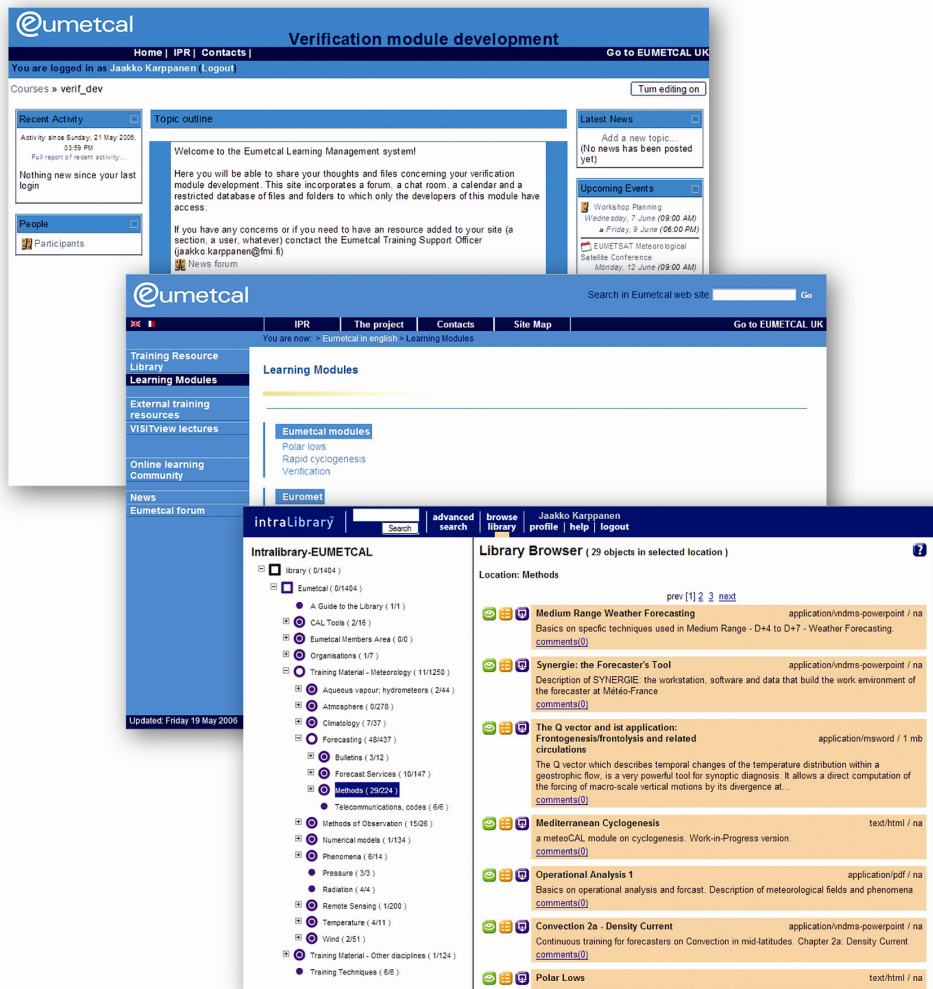 eumetcal
Verification module development
Home | IPR | Contacts |
Go to EUMETCAL UK
You are logged in as Jaakko Karppanen (Logout)
Courses » verif_dev
Turn editing on
Recent Activity
Activity since Sunday, 21 May 2006,
03:59 PM
Full report of recent activity...
Nothing new since your last
login
People
Participants
Topic outline
Welcome to the Eumetcal Learning Management system!
Here you will be able to share your thoughts and files concerning your verification
module development. This site incorporates a forum, a chat room, a calendar and a
restricted database of files and folders to which only the developers of this module have
access.
If you have any concerns or if you need to have an resource added to your site (a
section, a user, whatever) conctact the Eumetcal Training Support Officer
(jaakko.karppanen@fmi.fi)
News forum
Latest News
Add a new topic...
(No news has been posted
yet)
Upcoming Events
Workshop Planning
Wednesday, 7 June (09:00 AM)
» Friday, 9 June (06:00 PM)
EUMETSAT Meteorological
Satellite Conference
Monday, 12 June (09:00 AM)
eumetcal
Search in Eumetcal web site
Go
IPR | The project | Contacts | Site Map |
Go to EUMETCAL UK
You are now: > Eumetcal in english > Learning Modules
Training Resource
Library
Learning Modules
External training
resources
VISITview lectures
Online learning
Community
News
Eumetcal forum
Updated: Friday 19 May 2006
Learning Modules
Eumetcal modules
Polar lows
Rapid cyclogenesis
Verification
Euromet
intraLibrary
Search
advanced
search
browse
library
Jaakko Karppanen
profile | help | logout
Intralibrary-EUMETCAL
library ( 0/1404 )
Eumetcal ( 0/1404 )
A Guide to the Library ( 1/1 )
CAL Tools ( 2/16 )
Eumetcal Members Area ( 0/0 )
Organisations ( 1/7 )
Training Material - Meteorology ( 11/1250 )
Aqueous vapour; hydrometeors ( 2/44 )
Atmosphere ( 0/278 )
Climatology ( 7/37 )
Forecasting ( 48/437 )
Bulletins ( 3/12 )
Forecast Services ( 10/147 )
Methods ( 29/224 )
Telecommunications, codes ( 6/6 )
Methods of Observation ( 15/26 )
Numerical models ( 1/134 )
Phenomena ( 6/14 )
Pressure ( 3/3 )
Radiation ( 4/4 )
Remote Sensing ( 1/200 )
Temperature ( 4/11 )
Wind ( 2/51 )
Training Material - Other disciplines ( 1/124 )
Training Techniques ( 6/6 )
Library Browser ( 29 objects in selected location )
?
Location: Methods
prev [1] 2 3 next
Medium Range Weather Forecasting application/vndms-powerpoint / na
Basics on specfic techniques used in Medium Range - D+4 to D+7 - Weather Forecasting.
comments(0)
Synergie: the Forecaster's Tool application/vndms-powerpoint / na
Description of SYNERGIE: the workstation, software and data that build the work environment of
the forecaster at Météo-France
comments(0)
The Q vector and ist application:
Frontogenesis/frontolysis and related application/msword / 1 mb
circulations
The Q vector which describes temporal changes of the temperature distribution within a
geostrophic flow, is a very powerful tool for synoptic diagnosis. It allows a direct computation of
the forcing of macro-scale vertical motions by its divergence at...
comments(0)
Mediterranean Cyclogenesis text/html / na
a meteoCAL module on cyclogenesis. Work-in-Progress version.
comments(0)
Operational Analysis 1 application/pdf / na
Basics on operational analysis and forcast. Description of meteorological fields and phenomena
comments(0)
Convection 2a - Density Current application/vndms-powerpoint / na
Continuous training for forecasters on Convection in mid-latitudes. Chapter 2a: Density Current
comments(0)
Polar Lows text/html / na